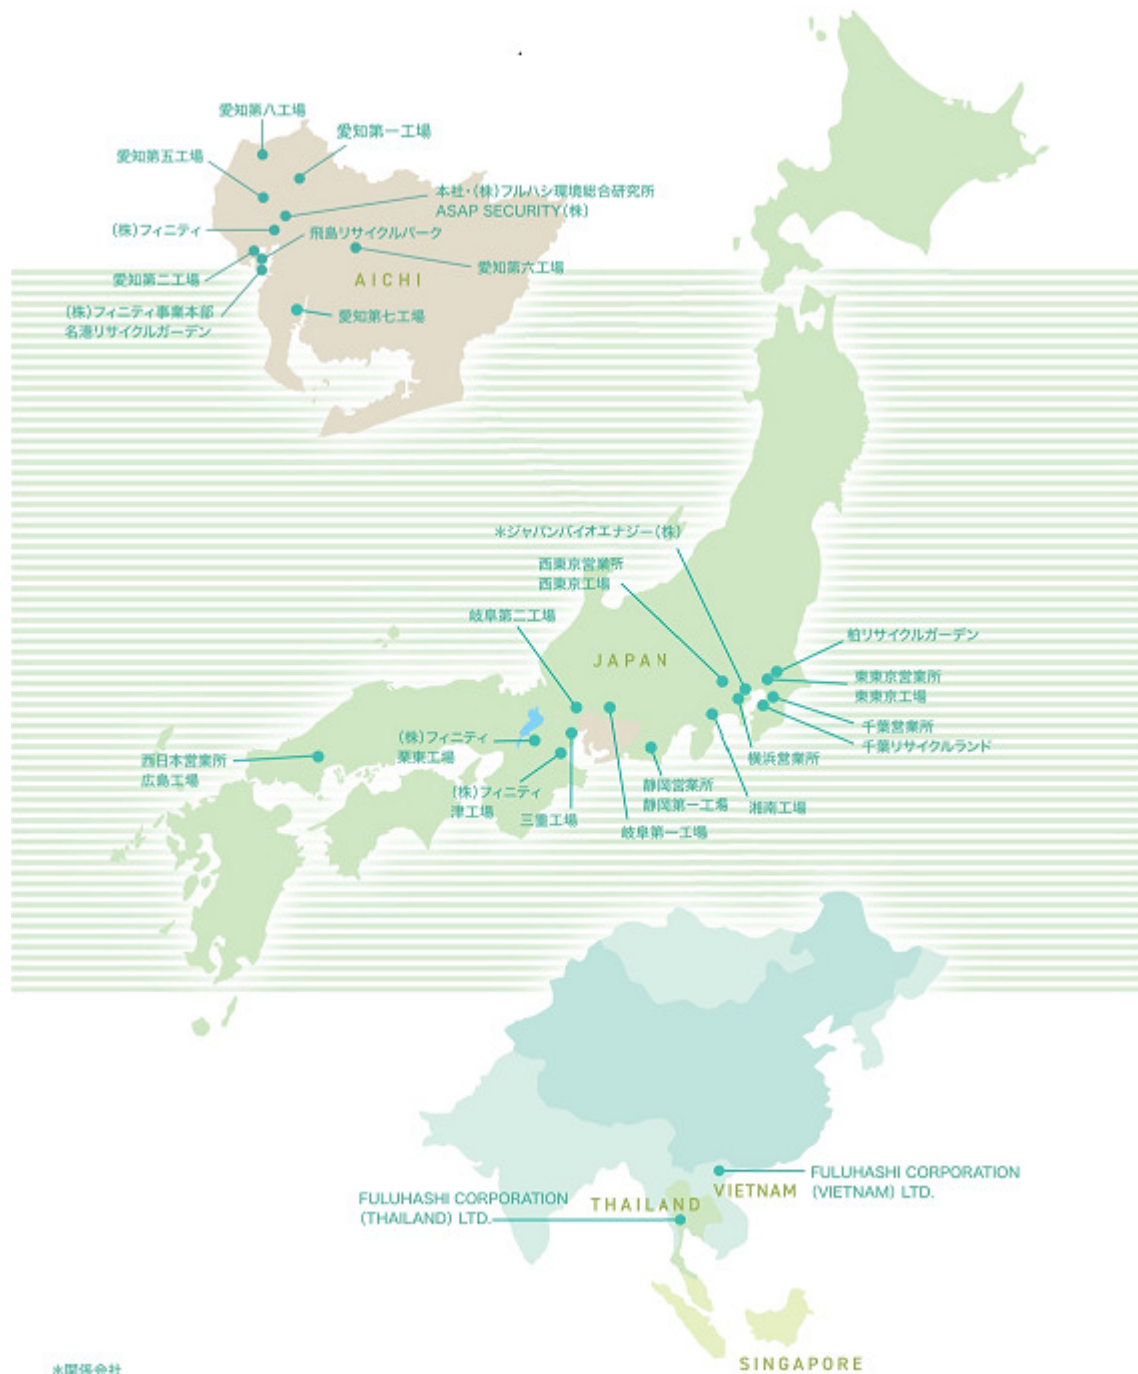 愛知第八工場
愛知第一工場
愛知第五工場
本社・(株)フルハシ環境総合研究所
ASAP SECURITY(株)
(株)フィニティ
飛島リサイクルパーク
愛知第二工場
愛知第六工場
AICHI
(株)フィニティ事業本部
名港リサイクルガーデン
愛知第七工場
*ジャパンバイオエナジー(株)
西東京営業所
西東京工場
岐阜第二工場
柏リサイクルガーデン
JAPAN
東東京営業所
東東京工場
千葉営業所
千葉リサイクルランド
(株)フィニティ
栗東工場
横浜営業所
西日本営業所
広島工場
(株)フィニティ
津工場
静岡営業所
静岡第一工場
湘南工場
三重工場
岐阜第一工場
FULUHASHI CORPORATION
(VIETNAM) LTD.
VIETNAM
FULUHASHI CORPORATION
(THAILAND) LTD.
THAILAND
SINGAPORE
*関係会社